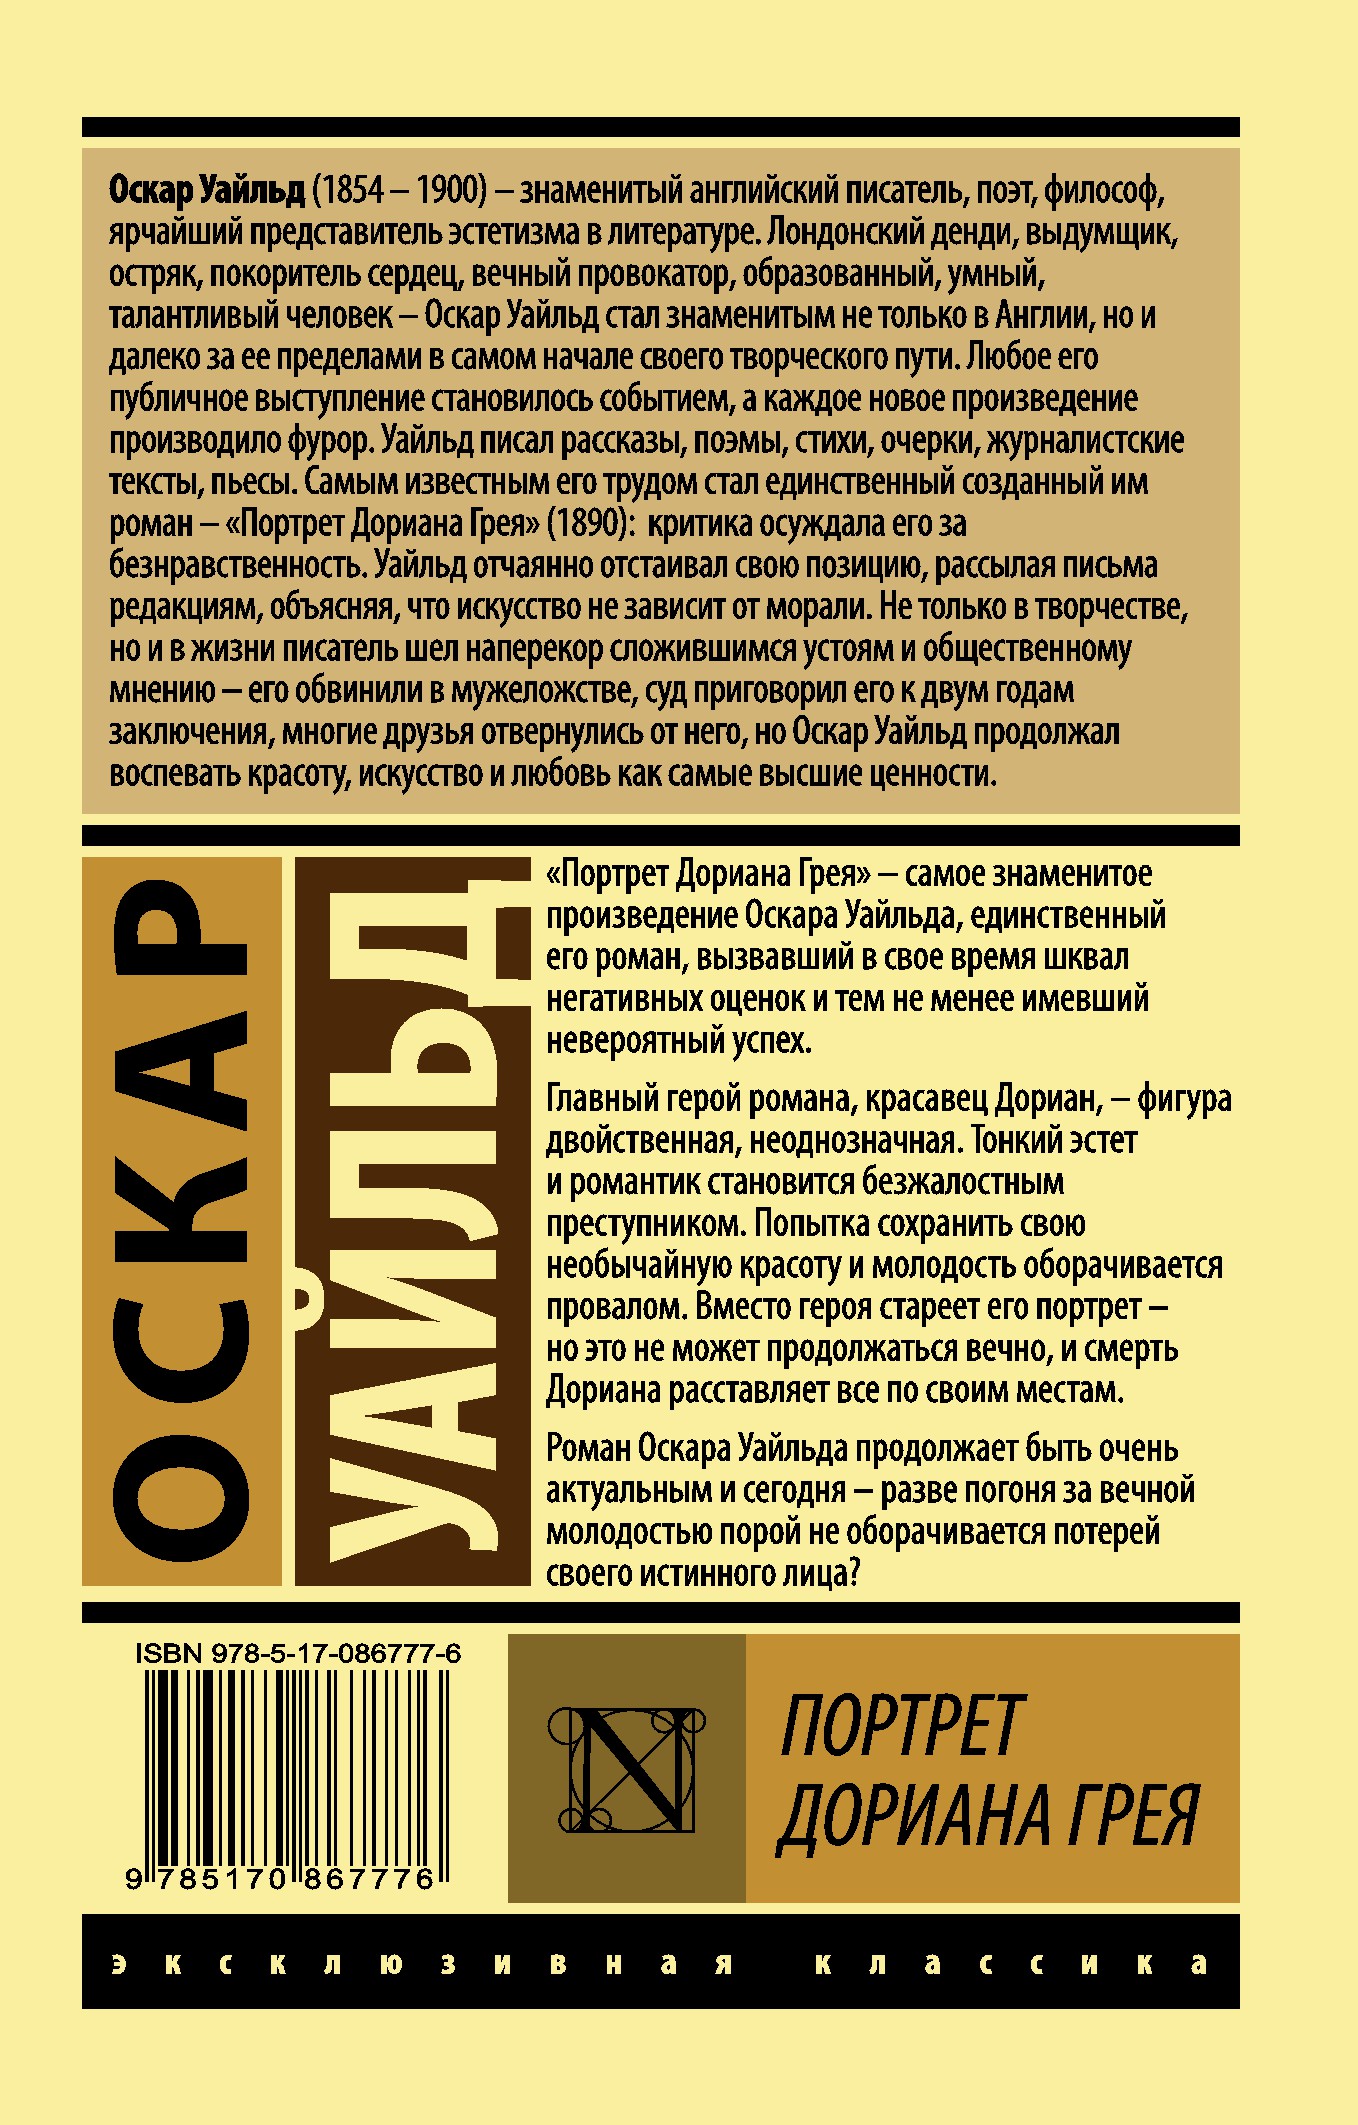 Оскар Уайльд (1854 – 1900) – знаменитый английский писатель, поэт, философ,
ярчайший представитель эстетизма в литературе. Лондонский денди, выдумщик,
остряк, покоритель сердец, вечный провокатор, образованный, умный,
талантливый человек – Оскар Уайльд стал знаменитым не только в Англии, но и
далеко за ее пределами в самом начале своего творческого пути. Любое его
публичное выступление становилось событием, а каждое новое произведение
производило фурор. Уайльд писал рассказы, поэмы, стихи, очерки, журналистские
тексты, пьесы. Самым известным его трудом стал единственный созданный им
роман – «Портрет Дориана Грея» (1890): критика осуждала его за
безнравственность. Уайльд отчаянно отстаивал свою позицию, рассылая письма
редакциям, объясняя, что искусство не зависит от морали. Не только в творчестве,
но и в жизни писатель шел наперекор сложившимся устоям и общественному
мнению – его обвинили в мужеложстве, суд приговорил его к двум годам
заключения, многие друзья отвернулись от него, но Оскар Уайльд продолжал
воспевать красоту, искусство и любовь как самые высшие ценности.
ОСКАР
УАЙЛЬД
«Портрет Дориана Грея» – самое знаменитое
произведение Оскара Уайльда, единственный
его роман, вызвавший в свое время шквал
негативных оценок и тем не менее имевший
невероятный успех.
Главный герой романа, красавец Дориан, – фигура
двойственная, неоднозначная. Тонкий эстет
и романтик становится безжалостным
преступником. Попытка сохранить свою
необычайную красоту и молодость оборачивается
провалом. Вместо героя стареет его портрет –
но это не может продолжаться вечно, и смерть
Дориана расставляет все по своим местам.
Роман Оскара Уайльда продолжает быть очень
актуальным и сегодня – разве погоня за вечной
молодостью порой не оборачивается потерей
своего истинного лица?
ISBN 978-5-17-086777-6
9 785170 867776
N
ПОРТРЕТ
ДОРИАНА ГРЕЯ
эксклюзивная классика